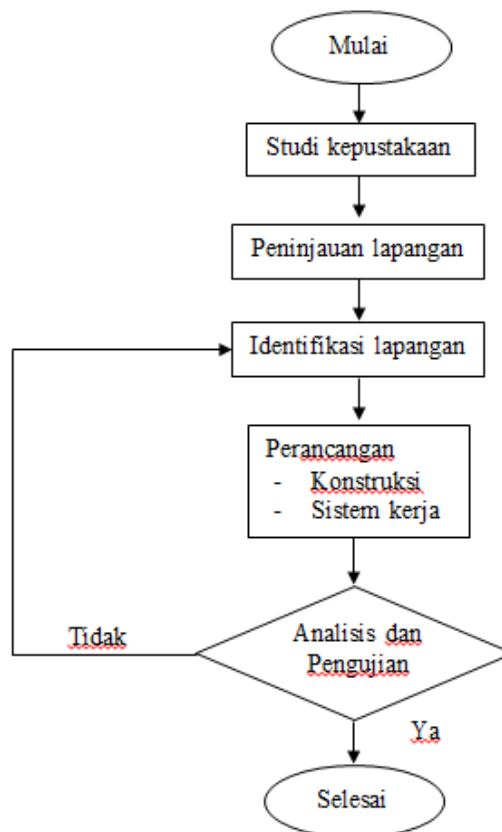 Mulai
Studi kepustakaan
Peninjauan lapangan
Identifikasi lapangan
Perancangan
- Konstruksi
- Sistem kerja
Tidak
Analisis dan
Pengujian
Ya
Selesai